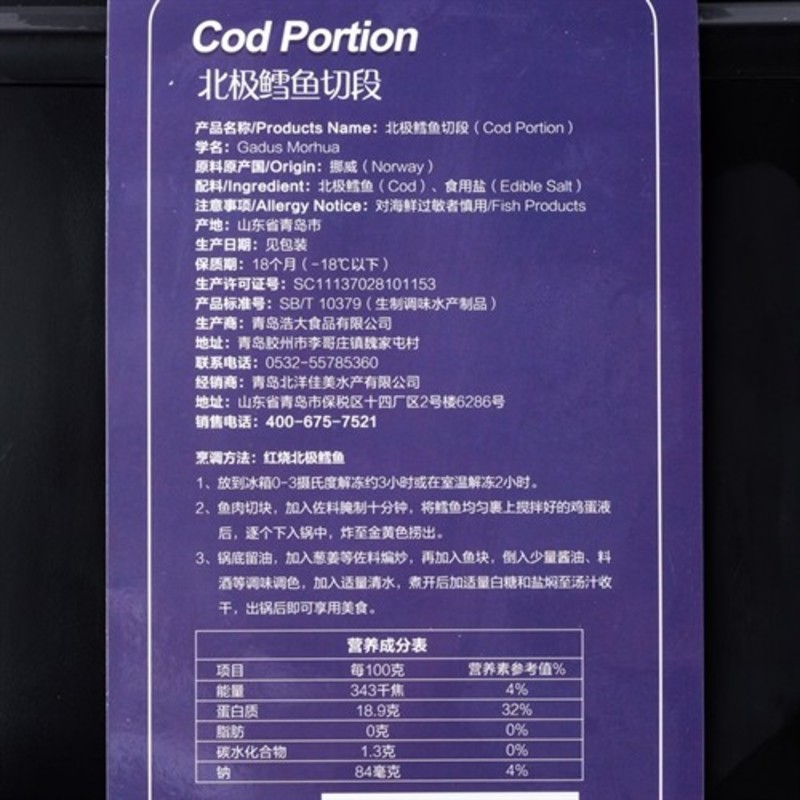 Cod Portion
北极鳕鱼切段
产品名称/Products Name：北极鳕鱼切段（Cod Portion）
学名：Gadus Morhua
原料原产国/Origin：挪威（Norway）
配料/Ingredient：北极鳕鱼（Cod）、食用盐（Edible Salt）
注意事项/Allergy Notice：对海鲜过敏者慎用/Fish Products
产地：山东省青岛市
生产日期：见包装
保质期：18个月（-18℃以下）
生产许可证号：SC11137028101153
产品标准号：SB/T 10379（生制调味水产制品）
生产商：青岛浩大食品有限公司
地址：青岛胶州市李哥庄镇魏家屯村
联系电话：0532-55785360
经销商：青岛北洋佳美水产有限公司
地址：山东省青岛市保税区十四厂区2号楼6286号
销售电话：400-675-7521
烹调方法：红烧北极鳕鱼
1、放到冰箱0-3摄氏度解冻约3小时或在室温解冻2小时。
2、鱼肉切块，加入佐料腌制十分钟，将鳕鱼均匀裹上搅拌好的鸡蛋液
后，逐个下入锅中，炸至金黄色捞出。
3、锅底留油，加入葱姜等佐料煸炒，再加入鱼块，倒入少量酱油、料
酒等调味调色，加入适量清水，煮开后加适量白糖和盐焖至汤汁收
干，出锅后即可享用美食。
营养成分表
项目 每100克 营养素参考值%
能量 343千焦 4%
蛋白质 18.9克 32%
脂肪 0克 0%
碳水化合物 1.3克 0%
钠 84毫克 4%